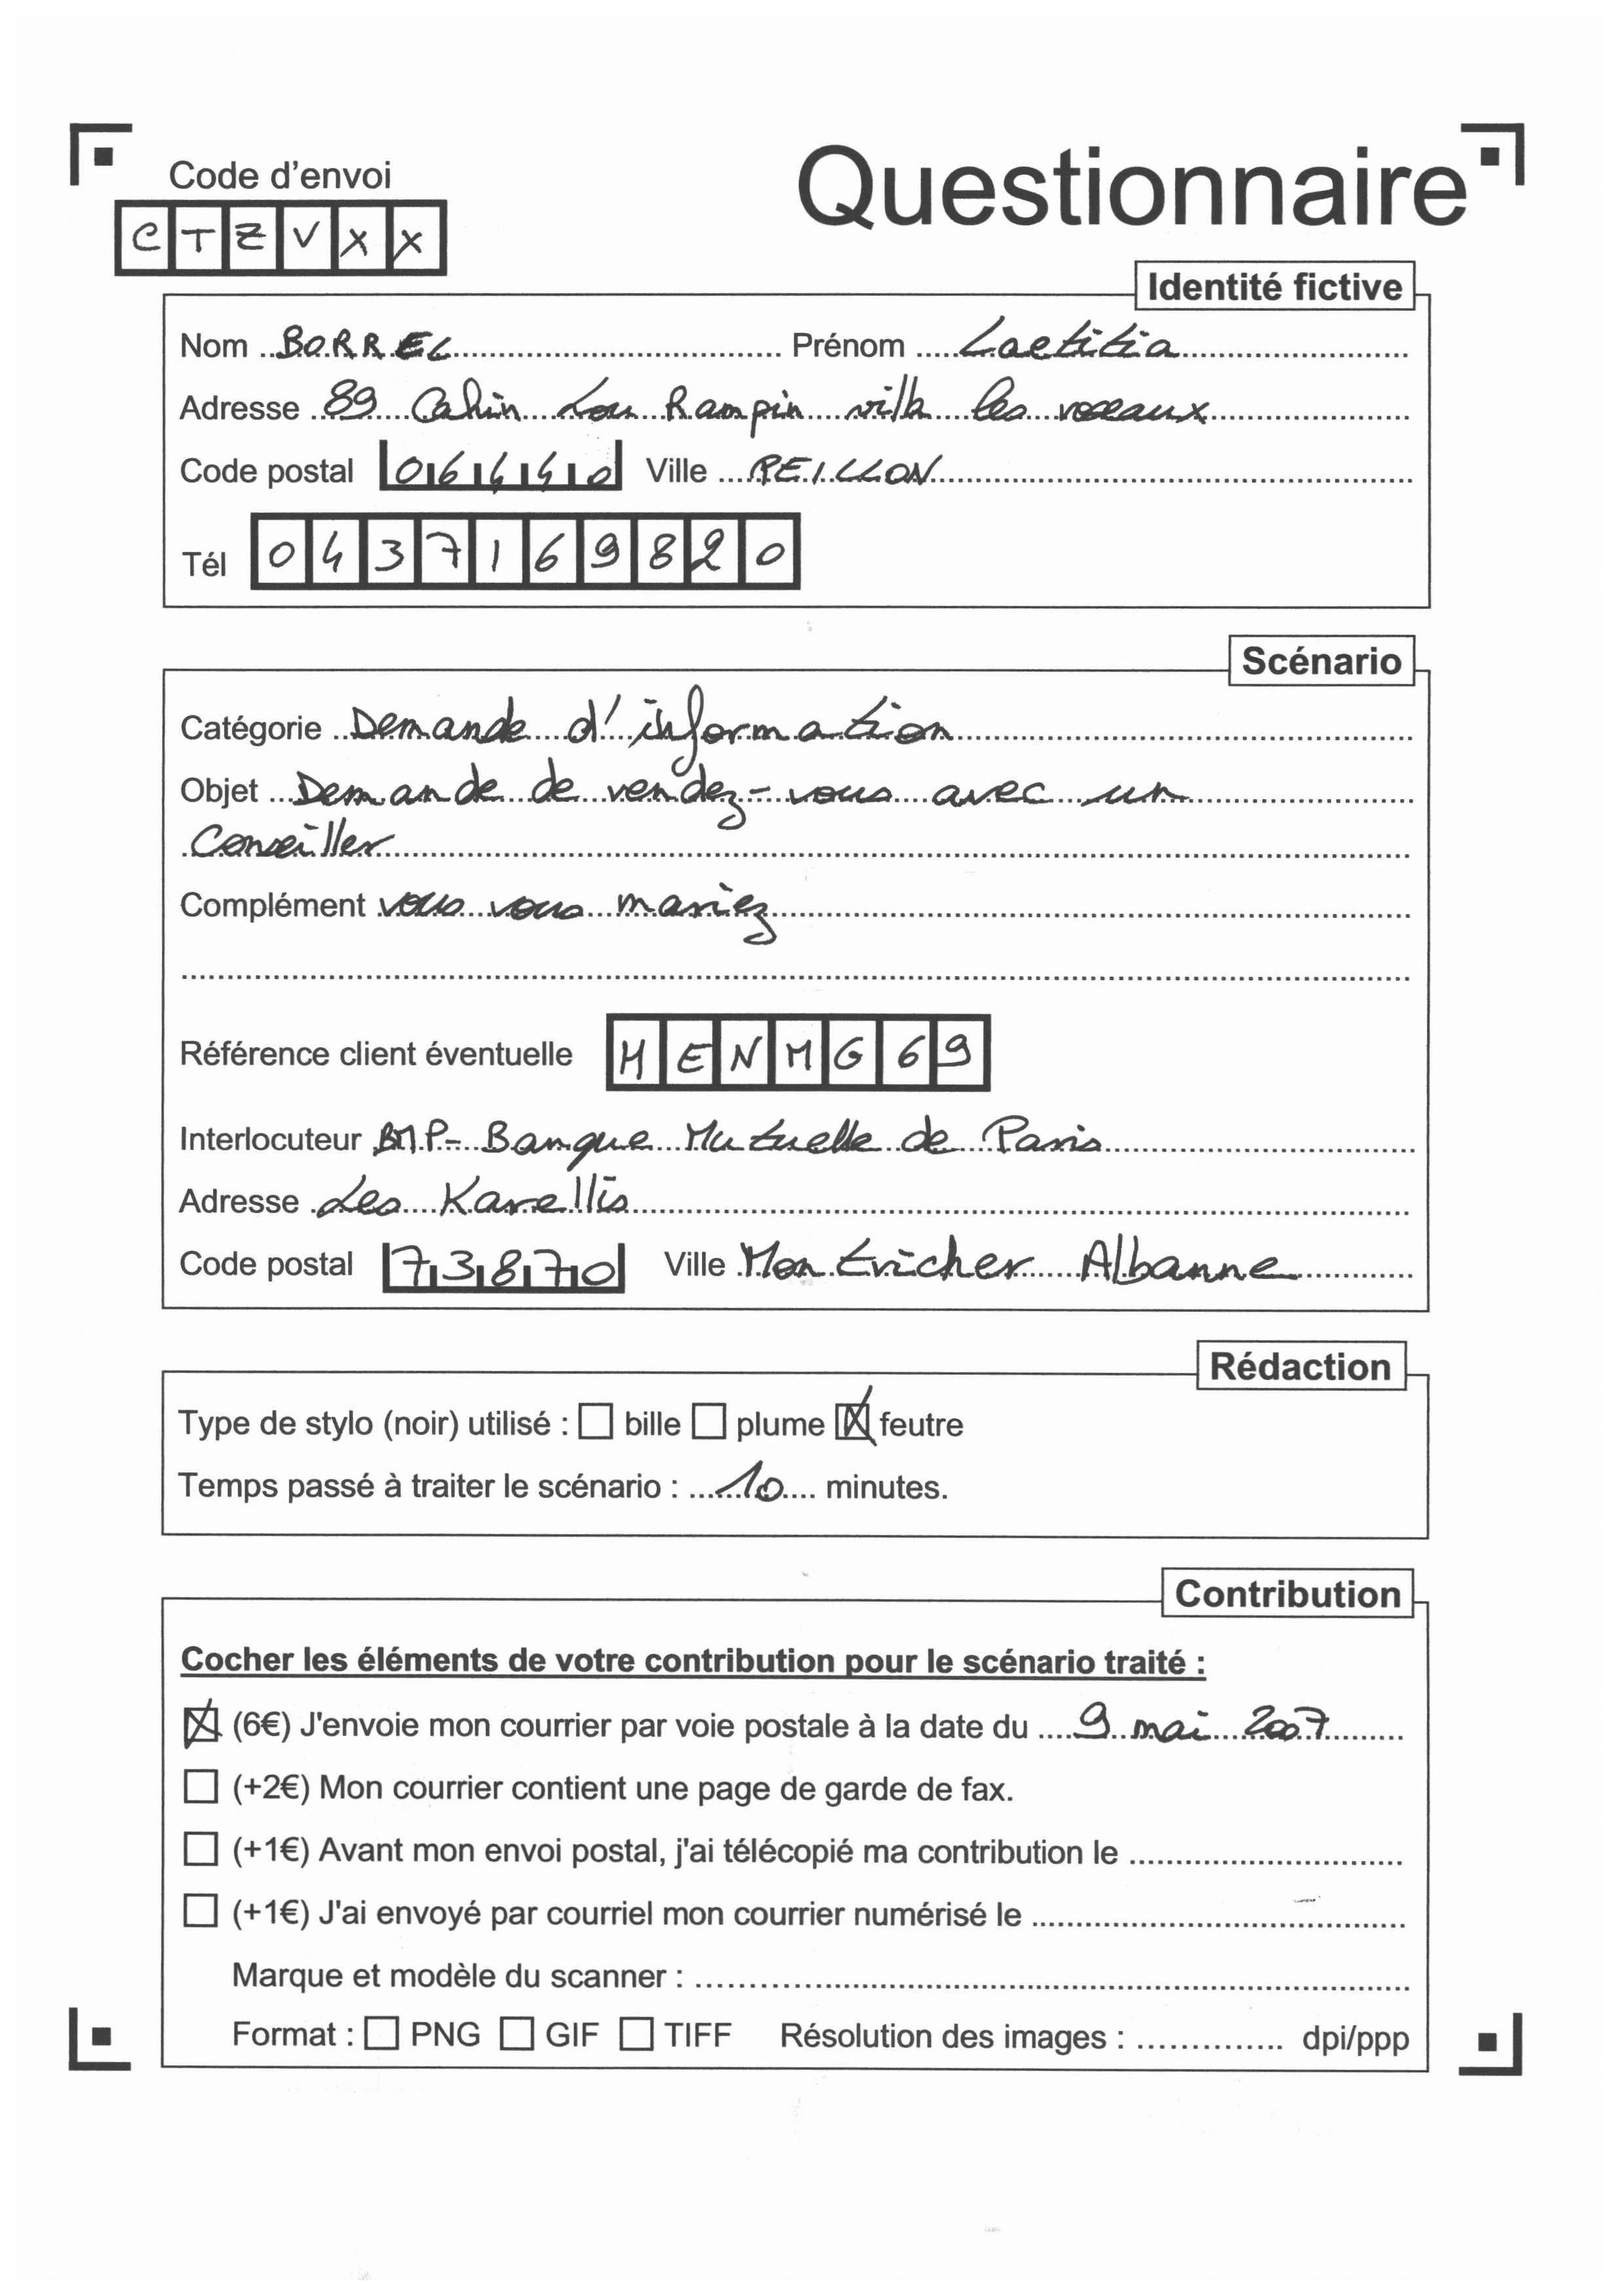 Questionnaire
Code d'envoi
C T Z V X X
Identité fictive
Nom BORREL Prénom Laetitia
Adresse 89 Lou Rampin villa les
Code postal 06440 Ville PEILLON
Tél 0437169820
Scénario
Catégorie Demande d'information
Objet Demande de rendez-vous avec un
Conseiller
Complément vous vous mariez
Référence client éventuelle HENMG69
Interlocuteur BMP- Banque Mutuelle de Paris
Adresse Les Karellis
Code postal 73870 Ville Montricher Albanne
Rédaction
Type de stylo (noir) utilisé : bille plume feutre
Temps passé à traiter le scénario : 10 minutes.
Contribution
Cocher les éléments de votre contribution pour le scénario traité :
(6€) J'envoie mon courrier par voie postale à la date du 9 mai 2007
(+2€) Mon courrier contient une page de garde de fax.
(+1€) Avant mon envoi postal, j'ai télécopié ma contribution le
(+1€) J'ai envoyé par courriel mon courrier numérisé le
Marque et modèle du scanner :
Format : PNG GIF TIFF Résolution des images : dpi/ppp